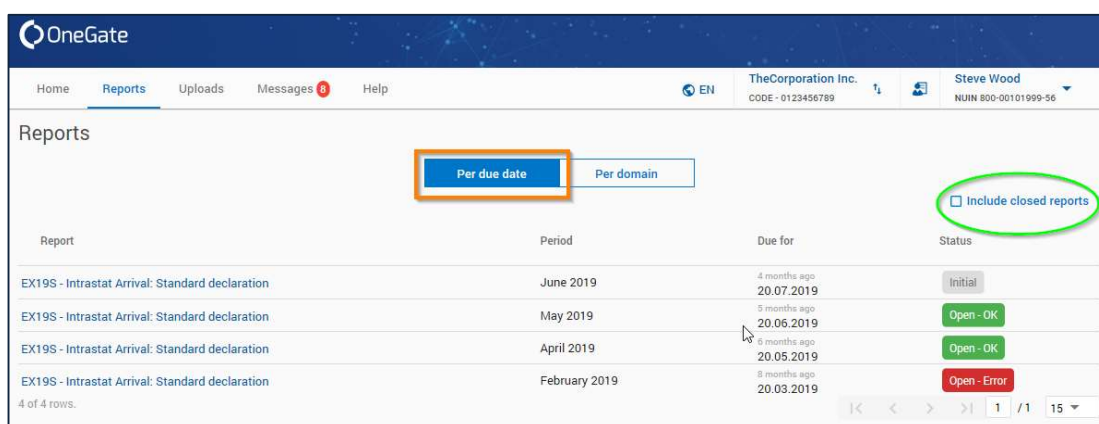 OneGate
Home Reports Uploads Messages 8 Help EN TheCorporation Inc. CODE - 0123456789 Steve Wood NUIN 800-00101999-56
Reports
Per due date Per domain
Include closed reports
Report Period Due for Status
EX19S - Intrastat Arrival: Standard declaration June 2019 4 months ago 20.07.2019 Initial
EX19S - Intrastat Arrival: Standard declaration May 2019 5 months ago 20.06.2019 Open - OK
EX19S - Intrastat Arrival: Standard declaration April 2019 6 months ago 20.05.2019 Open - OK
EX19S - Intrastat Arrival: Standard declaration February 2019 8 months ago 20.03.2019 Open - Error
4 of 4 rows. 1 / 1 15